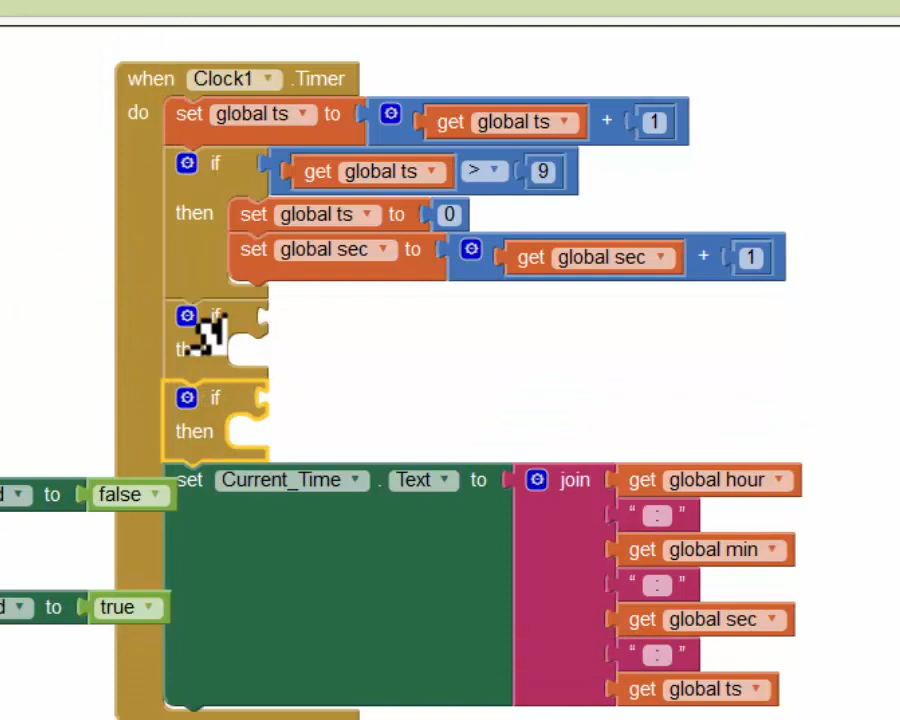 when Clock1 .Timer
do set global ts to get global ts + 1
if get global ts > 9
then set global ts to 0
set global sec to get global sec + 1
if
if
then
set Current_Time . Text to join get global hour
to false
“ : ”
get global min
“ : ”
to true
get global sec
“ : ”
get global ts